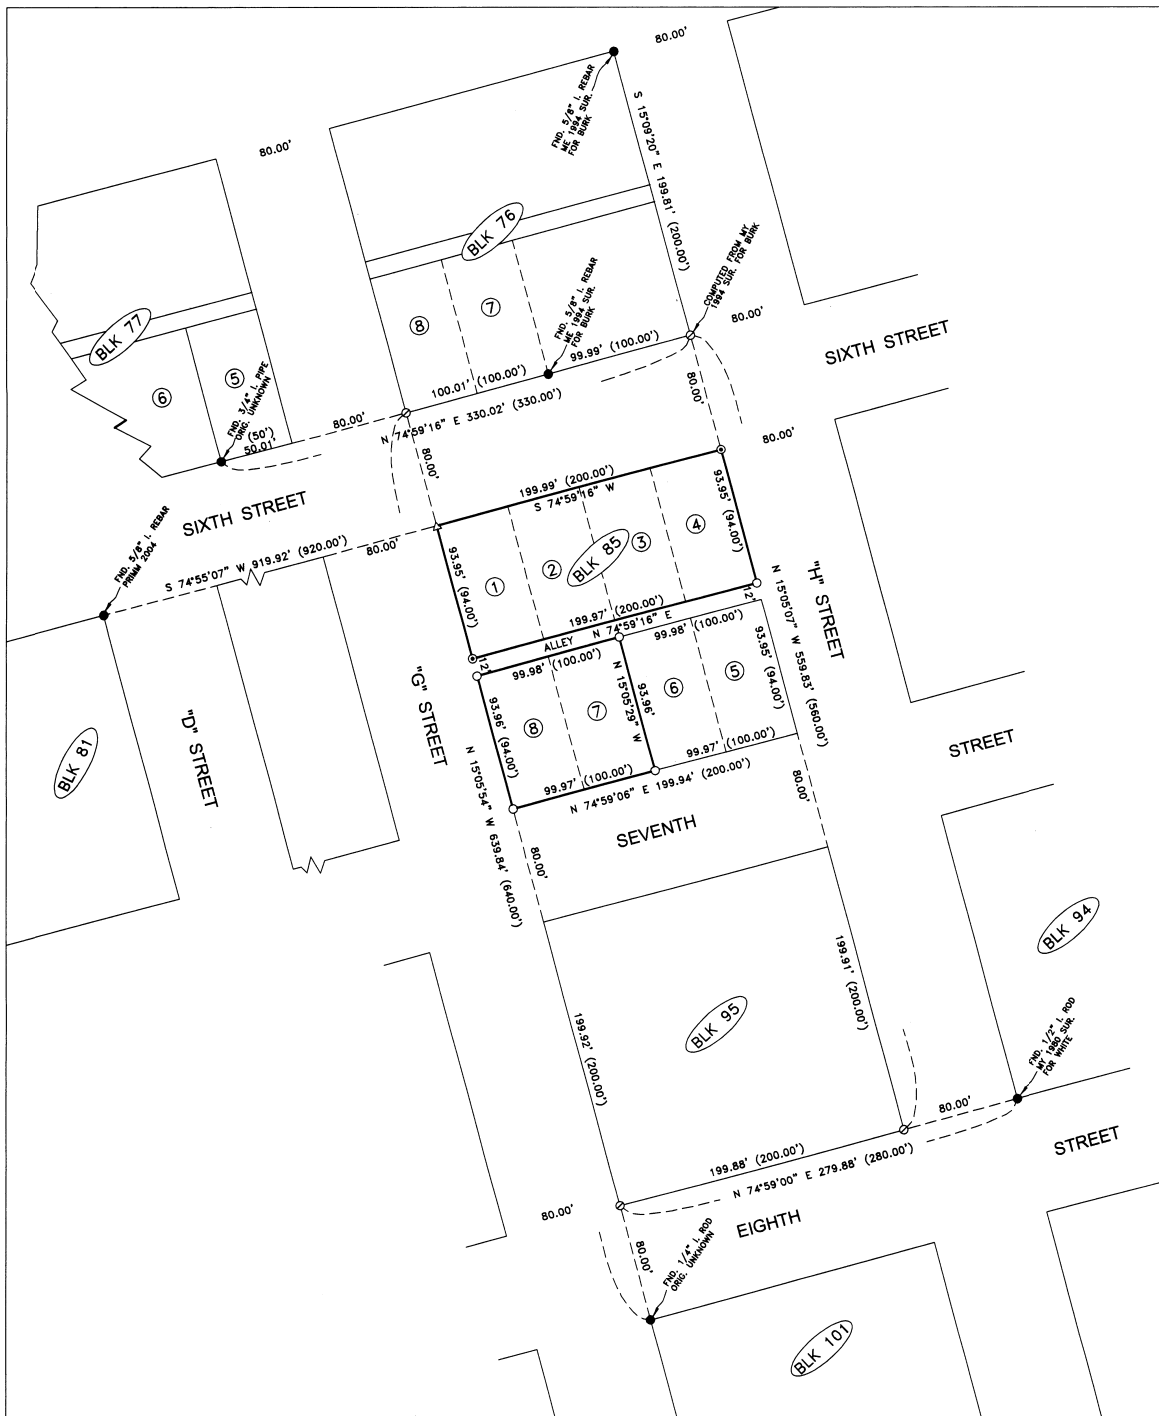 80.00'
FND. 5/8" I. REBAR
ME 1994 SUR.
FOR BURK
S 15°09'20" E 199.81' (200.00')
80.00'
BLK 76
COMPUTED FROM MY
1994 SUR. FOR BURK
FND. 5/8" I. REBAR
ME 1994 SUR.
FOR BURK
8
7
80.00'
SIXTH STREET
BLK 77
6
5
FND. 3/4" I. PIPE
ORIG. UNKNOWN
(50')
50.01'
80.00'
100.01' (100.00')
99.99' (100.00')
N 74°59'16" E 330.02' (330.00')
80.00'
80.00'
80.00'
SIXTH STREET
199.99' (200.00')
S 74°59'16" W
FND. 5/8" I. REBAR
PRIMM 2004
S 74°55'07" W 919.92' (920.00')
80.00'
93.95' (94.00')
1
2
BLK 85
3
4
93.95' (94.00')
199.97' (200.00')
ALLEY N 74°59'16" E
12'
12'
"H" STREET
N 15°05'07" W 559.83' (560.00')
99.98' (100.00')
99.98' (100.00')
93.96' (94.00')
8
7
N 15°05'29" W
93.96'
6
5
93.95' (94.00')
99.97' (100.00')
99.97' (100.00')
N 74°59'06" E 199.94' (200.00')
"G" STREET
N 15°05'54" W 639.84' (640.00')
"D" STREET
BLK 81
SEVENTH
STREET
80.00'
80.00'
BLK 94
199.91' (200.00')
BLK 95
199.92' (200.00')
FND. 1/2" I. ROD
MY 1980 SUR.
FOR WHITE
80.00'
199.88' (200.00')
N 74°59'00" E 279.88' (280.00')
EIGHTH
STREET
80.00'
80.00'
FND. 1/4" I. ROD
ORIG. UNKNOWN
BLK 101